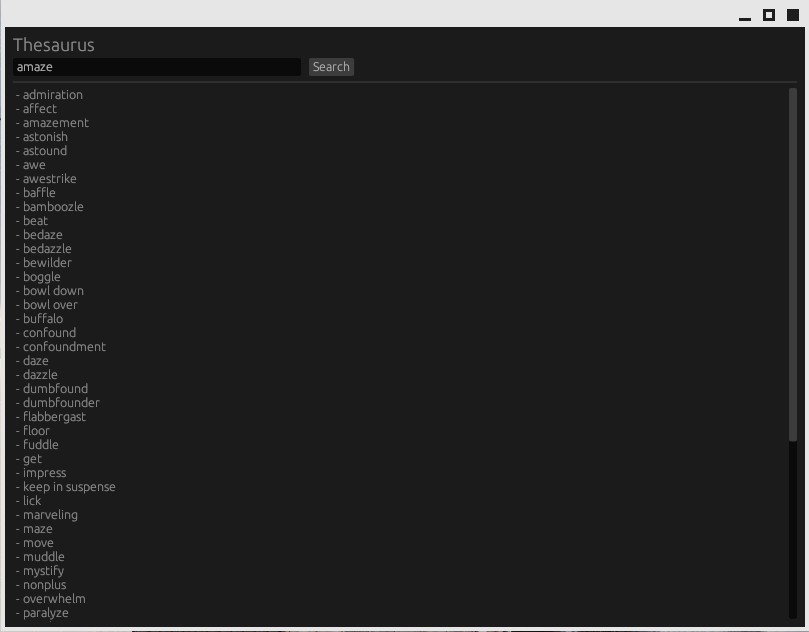 Thesaurus
amaze
Search
- admiration
- affect
- amazement
- astonish
- astound
- awe
- awestrike
- baffle
- bamboozle
- beat
- bedaze
- bedazzle
- bewilder
- boggle
- bowl down
- bowl over
- buffalo
- confound
- confoundment
- daze
- dazzle
- dumbfound
- dumbfounder
- flabbergast
- floor
- fuddle
- get
- impress
- keep in suspense
- lick
- marveling
- maze
- move
- muddle
- mystify
- nonplus
- overwhelm
- paralyze